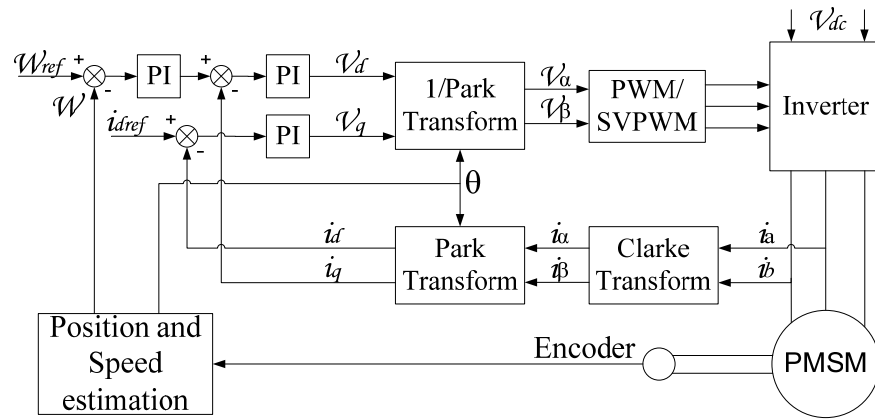 𝒱dc
Wref
+
-
PI
+
-
PI
Vd
1/Park
Transform
Vα
Vβ
PWM/
SVPWM
Inverter
W
idref
+
-
PI
Vq
θ
id
iq
Park
Transform
iα
iβ
Clarke
Transform
ia
ib
Position and
Speed
estimation
Encoder
PMSM